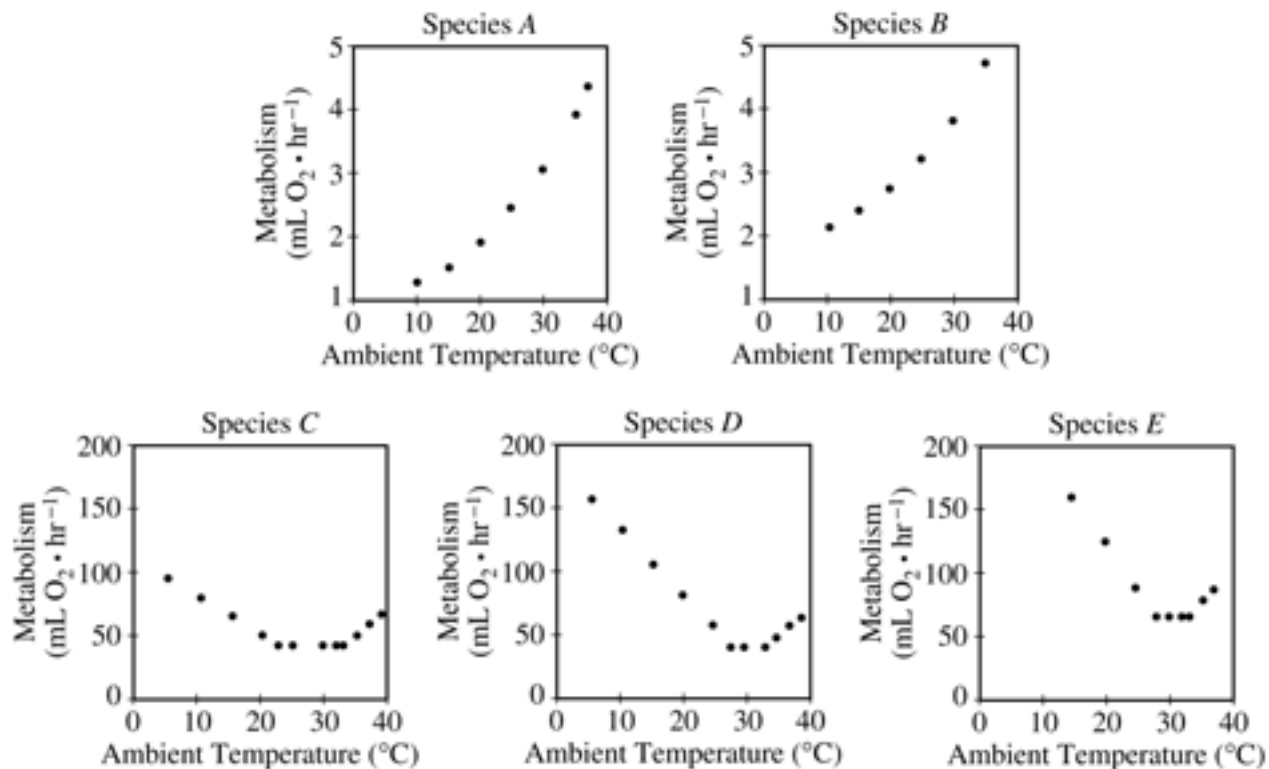 Species A
Metabolism
(mL O₂ • hr⁻¹)
5
4
3
2
1
0 10 20 30 40
Ambient Temperature (°C)
Species B
Metabolism
(mL O₂ • hr⁻¹)
5
4
3
2
1
0 10 20 30 40
Ambient Temperature (°C)
Species C
Metabolism
(mL O₂ • hr⁻¹)
200
150
100
50
0
0 10 20 30 40
Ambient Temperature (°C)
Species D
Metabolism
(mL O₂ • hr⁻¹)
200
150
100
50
0
0 10 20 30 40
Ambient Temperature (°C)
Species E
Metabolism
(mL O₂ • hr⁻¹)
200
150
100
50
0
0 10 20 30 40
Ambient Temperature (°C)